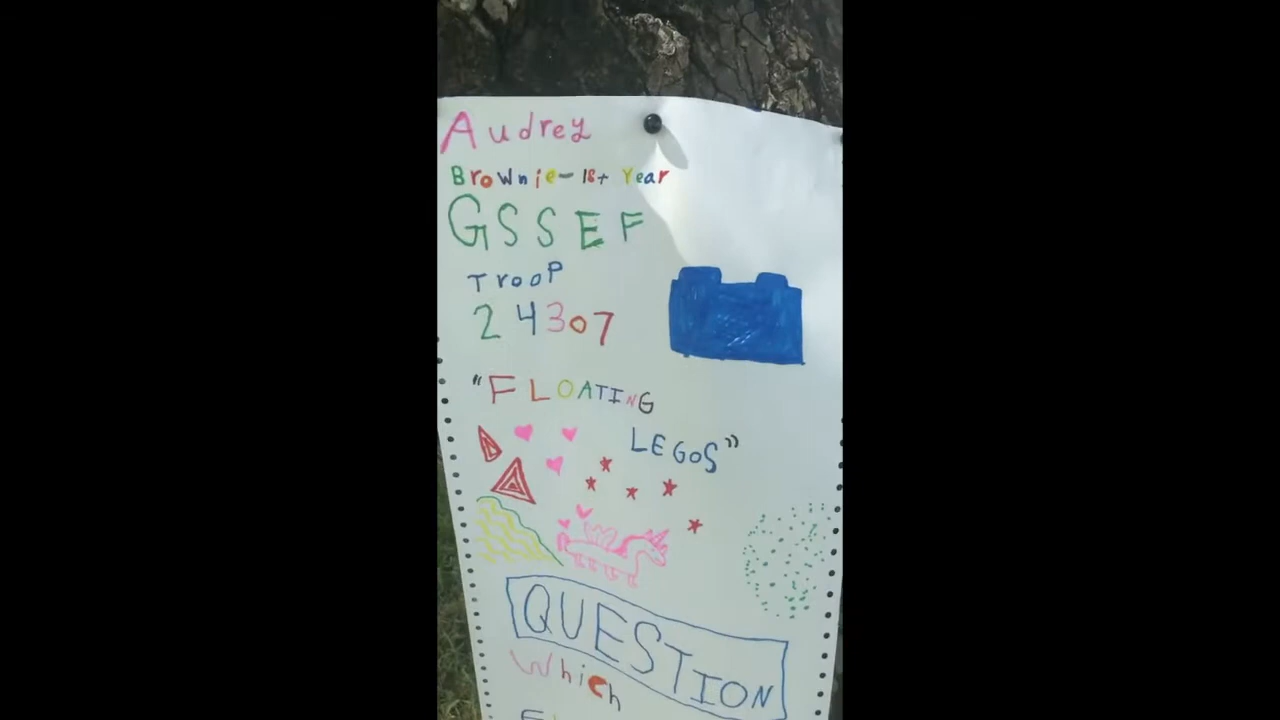 Audrey
Brownie- 1st Year
GSSEF
Troop
24307
"FLOATING
LEGOS"
QUESTION
Which